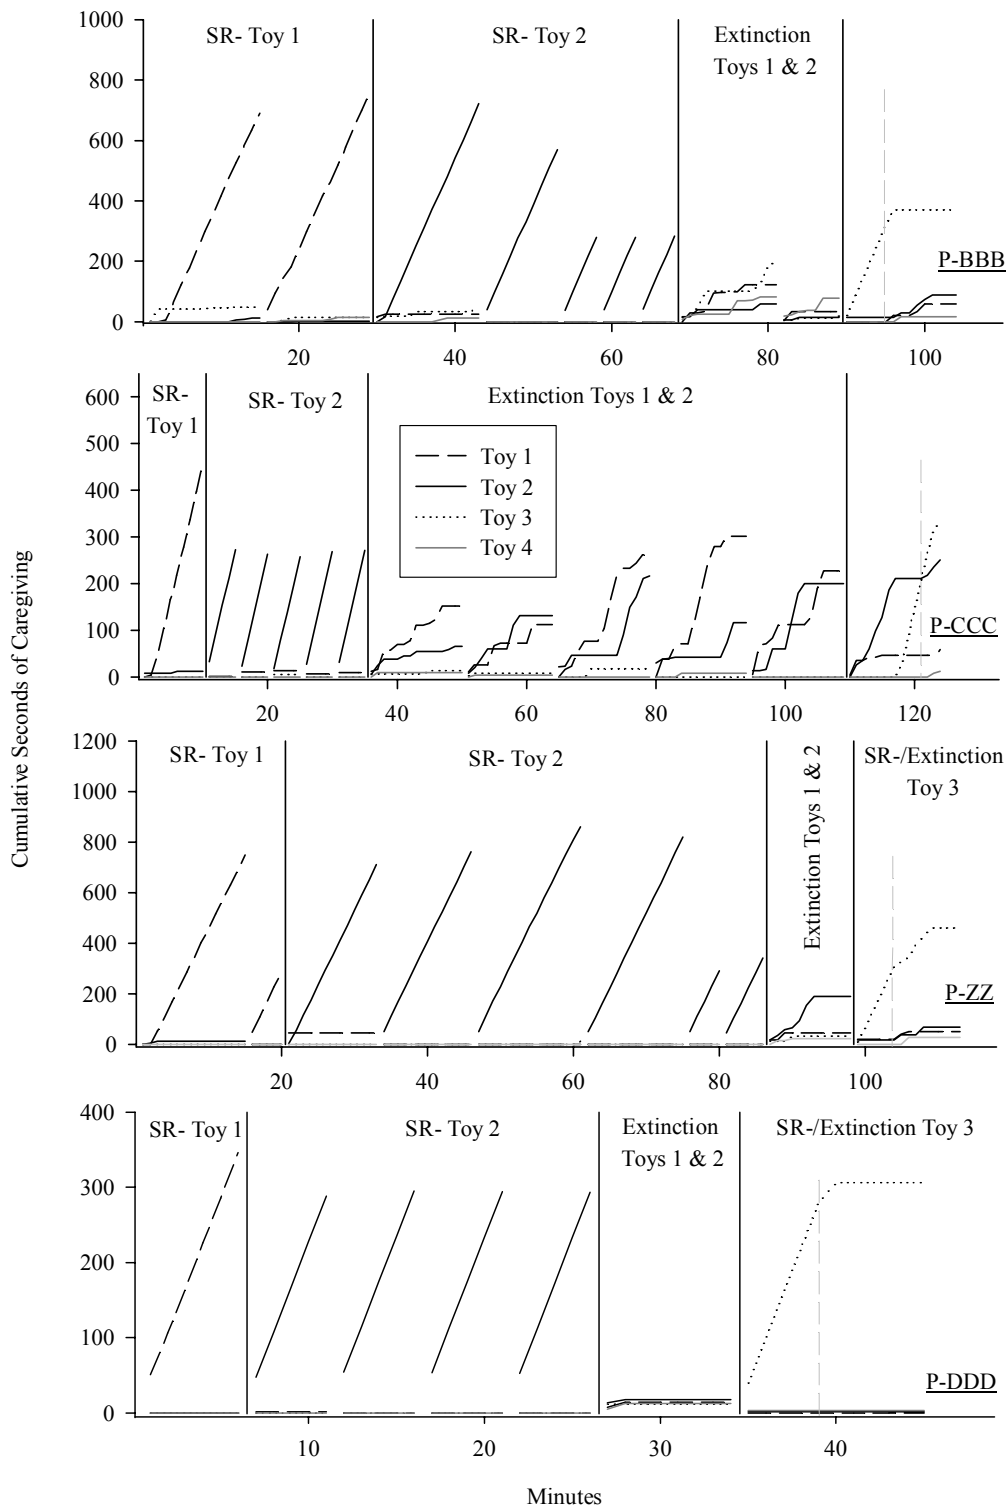 1000
800
600
400
200
0
SR- Toy 1
SR- Toy 2
Extinction
Toys 1 & 2
P-BBB
20 40 60 80 100
600
500
400
300
200
100
0
SR-
Toy 1
SR- Toy 2
Extinction Toys 1 & 2
Toy 1
Toy 2
Toy 3
Toy 4
P-CCC
20 40 60 80 100 120
Cumulative Seconds of Caregiving
1200
1000
800
600
400
200
0
SR- Toy 1
SR- Toy 2
Extinction Toys 1 & 2
SR-/Extinction
Toy 3
P-ZZ
20 40 60 80 100
400
300
200
100
0
SR- Toy 1
SR- Toy 2
Extinction
Toys 1 & 2
SR-/Extinction Toy 3
P-DDD
10 20 30 40
Minutes